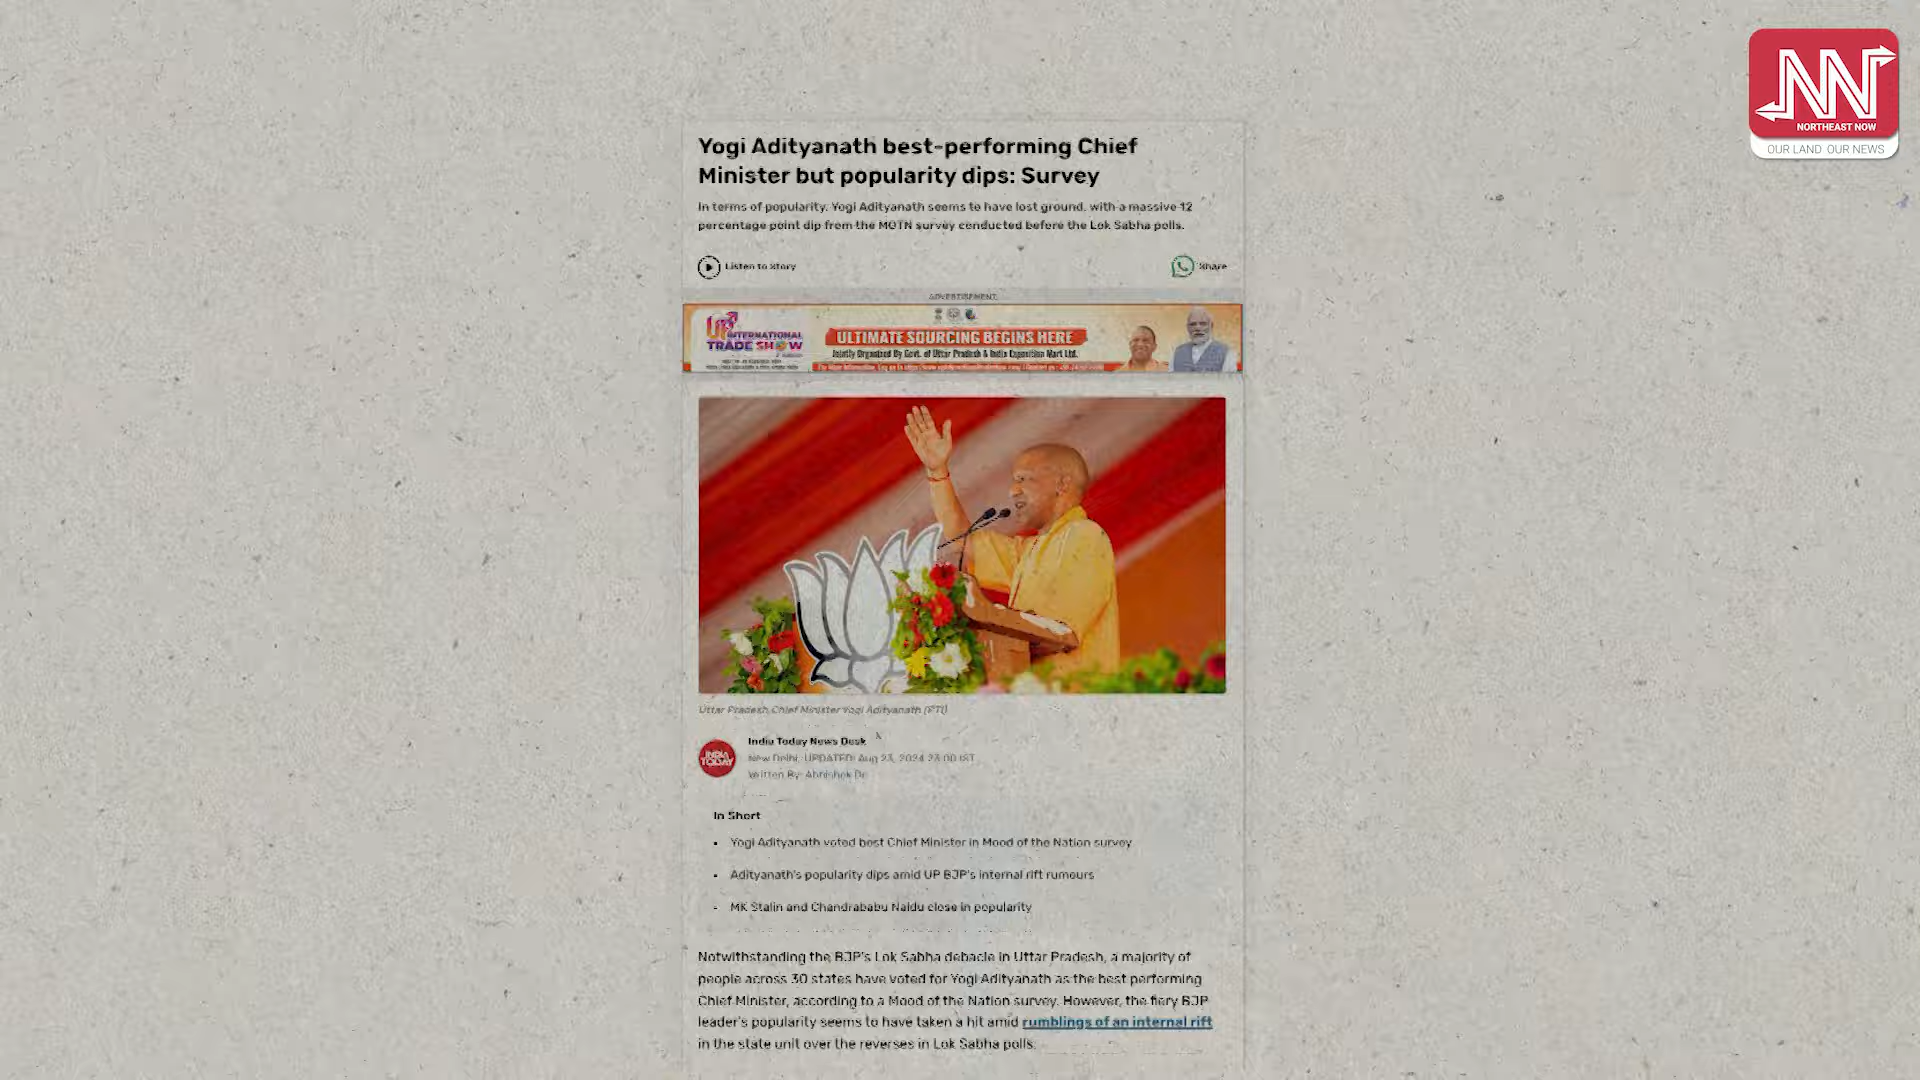 NORTHEAST NOW
OUR LAND OUR NEWS
Yogi Adityanath best-performing Chief
Minister but popularity dips: Survey
In terms of popularity, Yogi Adityanath seems to have lost ground, with a massive 12
percentage point dip from the MOTN survey conducted before the Lok Sabha polls.
Listen to Story
Share
ADVERTISEMENT
UP INTERNATIONAL
TRADE SHOW
ULTIMATE SOURCING BEGINS HERE
Jointly Organized By Govt. of Uttar Pradesh & India Exposition Mart Ltd.
Uttar Pradesh Chief Minister Yogi Adityanath (PTI)
INDIA
TODAY
India Today News Desk
New Delhi, UPDATED: Aug 23, 2024 23:00 IST
Written By: Abhishek De
In Short
Yogi Adityanath voted best Chief Minister in Mood of the Nation survey
Adityanath's popularity dips amid UP BJP's internal rift rumours
MK Stalin and Chandrababu Naidu close in popularity
Notwithstanding the BJP's Lok Sabha debacle in Uttar Pradesh, a majority of
people across 30 states have voted for Yogi Adityanath as the best performing
Chief Minister, according to a Mood of the Nation survey. However, the fiery BJP
leader's popularity seems to have taken a hit amid rumblings of an internal rift
in the state unit over the reverses in Lok Sabha polls.